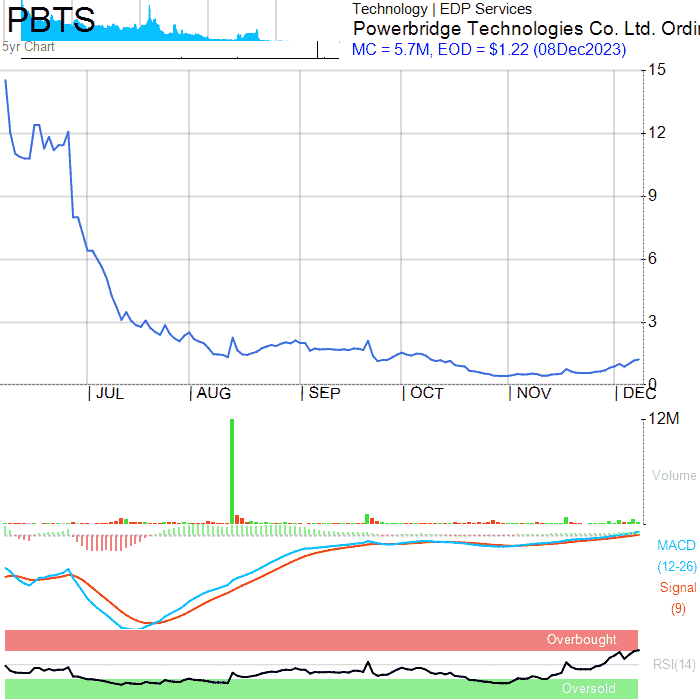 PBTS
Technology | EDP Services
Powerbridge Technologies Co. Ltd. Ordi
5yr Chart
MC = 5.7M, EOD = $1.22 (08Dec2023)
15
12
9
6
3
0
JUL
AUG
SEP
OCT
NOV
DEC
12M
Volume
MACD
(12-26)
Signal
(9)
Overbought
RSI(14)
Oversold